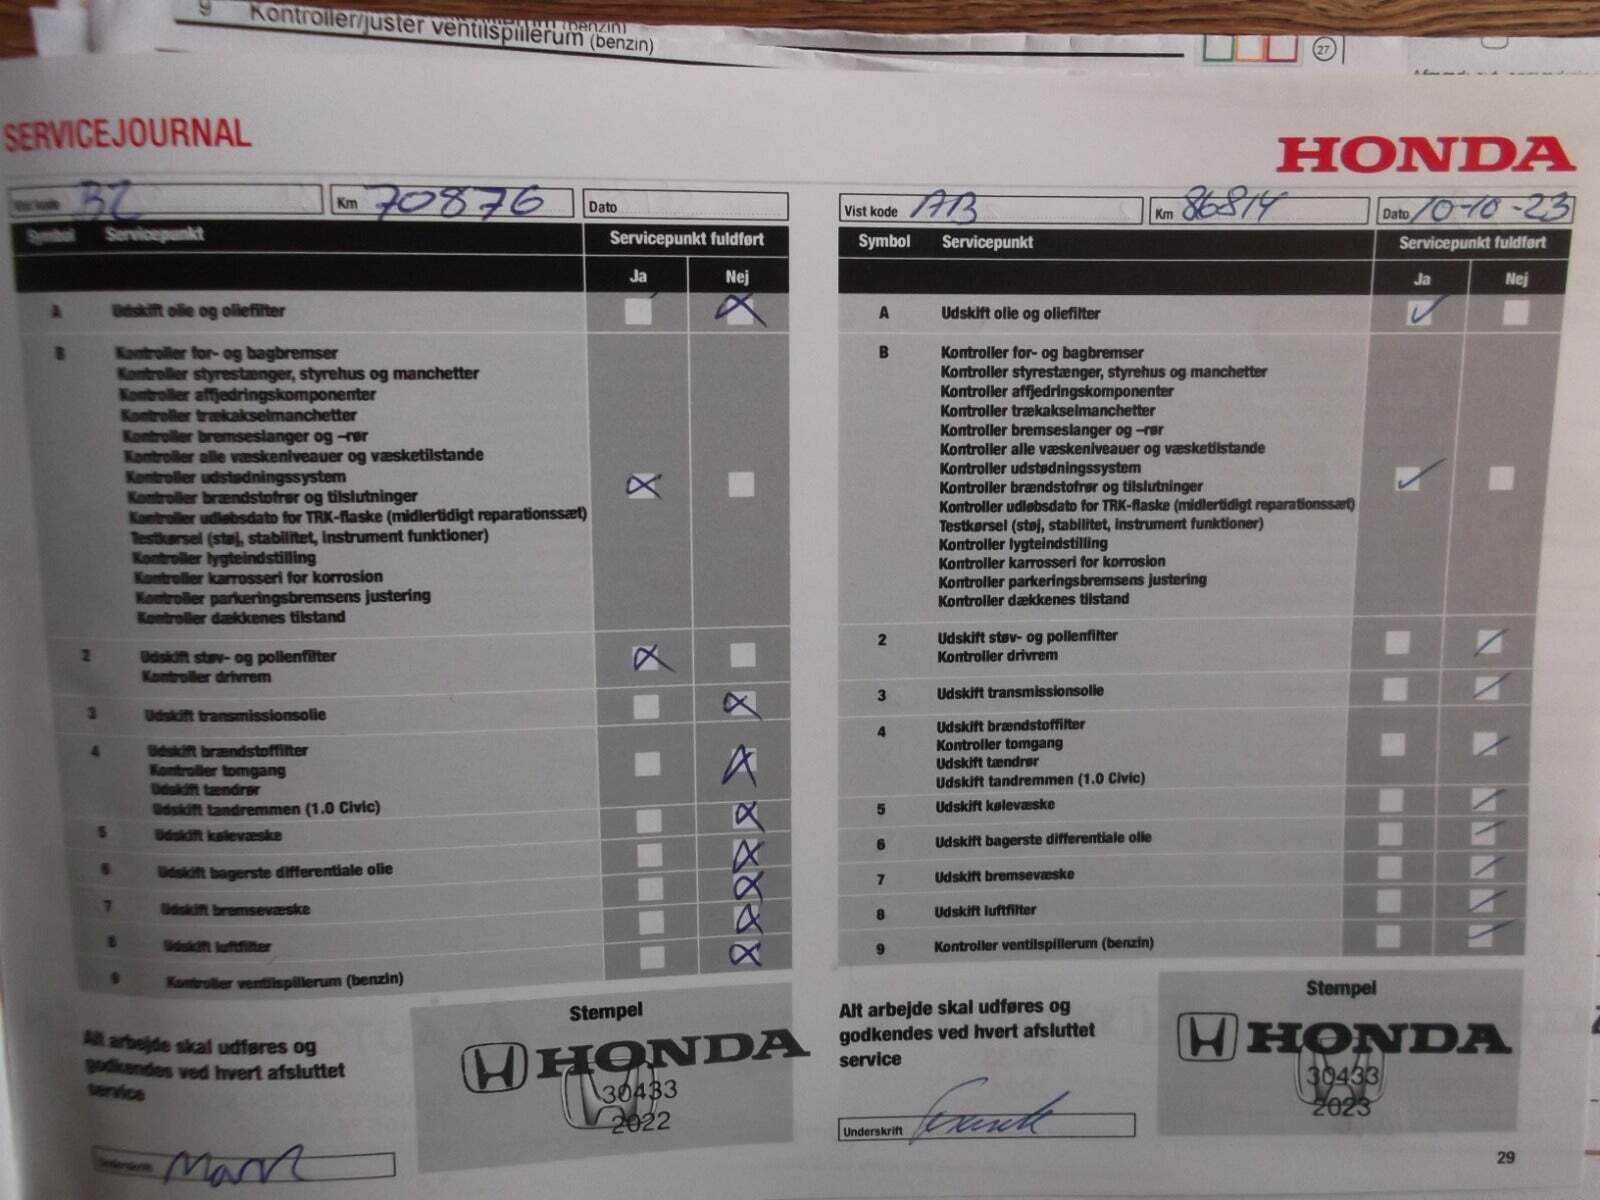 9 Kontroller/juster ventilspillerum (benzin)
27
SERVICEJOURNAL
HONDA
Vist kode B2 Km 70876 Dato
Symbol Servicepunkt Servicepunkt fuldført
Ja Nej
A Udskift olie og oliefilter
B Kontroller for- og bagbremser
Kontroller styrestænger, styrehus og manchetter
Kontroller affjedringskomponenter
Kontroller trækakselmanchetter
Kontroller bremseslanger og –rør
Kontroller alle væskeniveauer og væsketilstande
Kontroller udstødningssystem
Kontroller brændstofrør og tilslutninger
Kontroller udløbsdato for TRK-flaske (midlertidigt reparationssæt)
Testkørsel (støj, stabilitet, instrument funktioner)
Kontroller lygteindstilling
Kontroller karrosseri for korrosion
Kontroller parkeringsbremsens justering
Kontroller dækkenes tilstand
2 Udskift støv- og pollenfilter
Kontroller drivrem
3 Udskift transmissionsolie
4 Udskift brændstoffilter
Kontroller tomgang
Udskift tændrør
Udskift tandremmen (1.0 Civic)
5 Udskift kølevæske
6 Udskift bagerste differentiale olie
7 Udskift bremsevæske
8 Udskift luftfilter
9 Kontroller ventilspillerum (benzin)
Alt arbejde skal udføres og
godkendes ved hvert afsluttet
service
Underskrift
Stempel
HONDA
30433
2022
Vist kode AB Km 86814 Dato 10-10-23
Symbol Servicepunkt Servicepunkt fuldført
Ja Nej
A Udskift olie og oliefilter
B Kontroller for- og bagbremser
Kontroller styrestænger, styrehus og manchetter
Kontroller affjedringskomponenter
Kontroller trækakselmanchetter
Kontroller bremseslanger og –rør
Kontroller alle væskeniveauer og væsketilstande
Kontroller udstødningssystem
Kontroller brændstofrør og tilslutninger
Kontroller udløbsdato for TRK-flaske (midlertidigt reparationssæt)
Testkørsel (støj, stabilitet, instrument funktioner)
Kontroller lygteindstilling
Kontroller karrosseri for korrosion
Kontroller parkeringsbremsens justering
Kontroller dækkenes tilstand
2 Udskift støv- og pollenfilter
Kontroller drivrem
3 Udskift transmissionsolie
4 Udskift brændstoffilter
Kontroller tomgang
Udskift tændrør
Udskift tandremmen (1.0 Civic)
5 Udskift kølevæske
6 Udskift bagerste differentiale olie
7 Udskift bremsevæske
8 Udskift luftfilter
9 Kontroller ventilspillerum (benzin)
Alt arbejde skal udføres og
godkendes ved hvert afsluttet
service
Underskrift
Stempel
HONDA
30433
2023
29